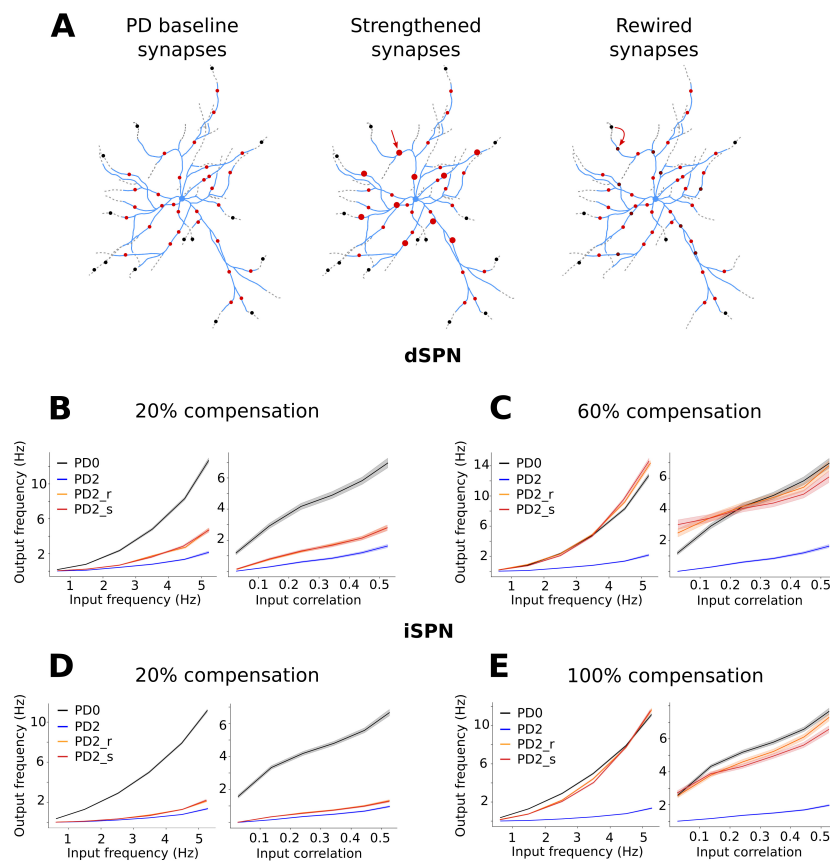 A
PD baseline synapses
Strengthened synapses
Rewired synapses
dSPN
B
20% compensation
Output frequency (Hz)
10
6
2
PD0
PD2
PD2_r
PD2_s
1 2 3 4 5
Input frequency (Hz)
6
4
2
0.1 0.2 0.3 0.4 0.5
Input correlation
C
60% compensation
Output frequency (Hz)
14
10
6
2
PD0
PD2
PD2_r
PD2_s
1 2 3 4 5
Input frequency (Hz)
6
4
2
0.1 0.2 0.3 0.4 0.5
Input correlation
iSPN
D
20% compensation
Output frequency (Hz)
10
6
2
PD0
PD2
PD2_r
PD2_s
1 2 3 4 5
Input frequency (Hz)
6
4
2
0.1 0.2 0.3 0.4 0.5
Input correlation
E
100% compensation
Output frequency (Hz)
10
6
2
PD0
PD2
PD2_r
PD2_s
1 2 3 4 5
Input frequency (Hz)
6
4
2
0.1 0.2 0.3 0.4 0.5
Input correlation